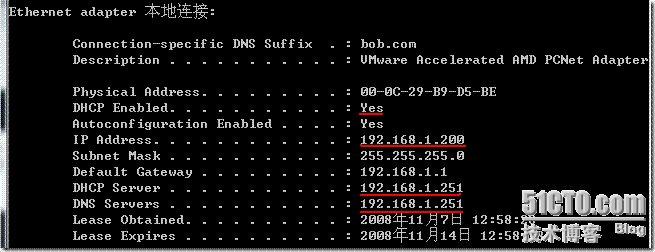 Ethernet adapter 本地连接:
Connection-specific DNS Suffix . : bob.com
Description . . . . . . . . . . . : VMware Accelerated AMD PCNet Adapter
Physical Address. . . . . . . . . : 00-0C-29-B9-D5-BE
DHCP Enabled. . . . . . . . . . . : Yes
Autoconfiguration Enabled . . . . : Yes
IP Address. . . . . . . . . . . . : 192.168.1.200
Subnet Mask . . . . . . . . . . . : 255.255.255.0
Default Gateway . . . . . . . . . : 192.168.1.1
DHCP Server . . . . . . . . . . . : 192.168.1.251
DNS Servers . . . . . . . . . . . : 192.168.1.251
Lease Obtained. . . . . . . . . . : 2008年11月7日 12:58:
Lease Expires . . . . . . . . . . : 2008年11月14日 12:58:
51CTO.com
技术博客 Blog